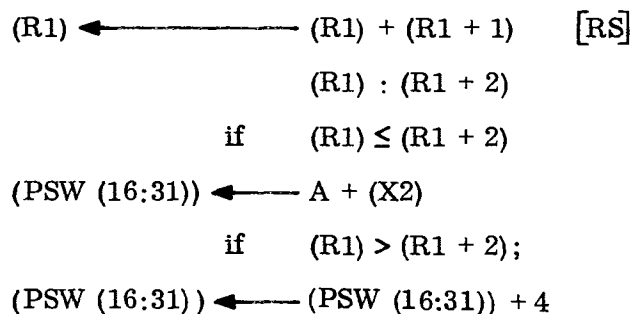 (R1) ← (R1) + (R1 + 1) [RS]
(R1) : (R1 + 2)
if (R1) ≤ (R1 + 2)
(PSW (16:31)) ← A + (X2)
if (R1) > (R1 + 2);
(PSW (16:31)) ← (PSW (16:31)) + 4